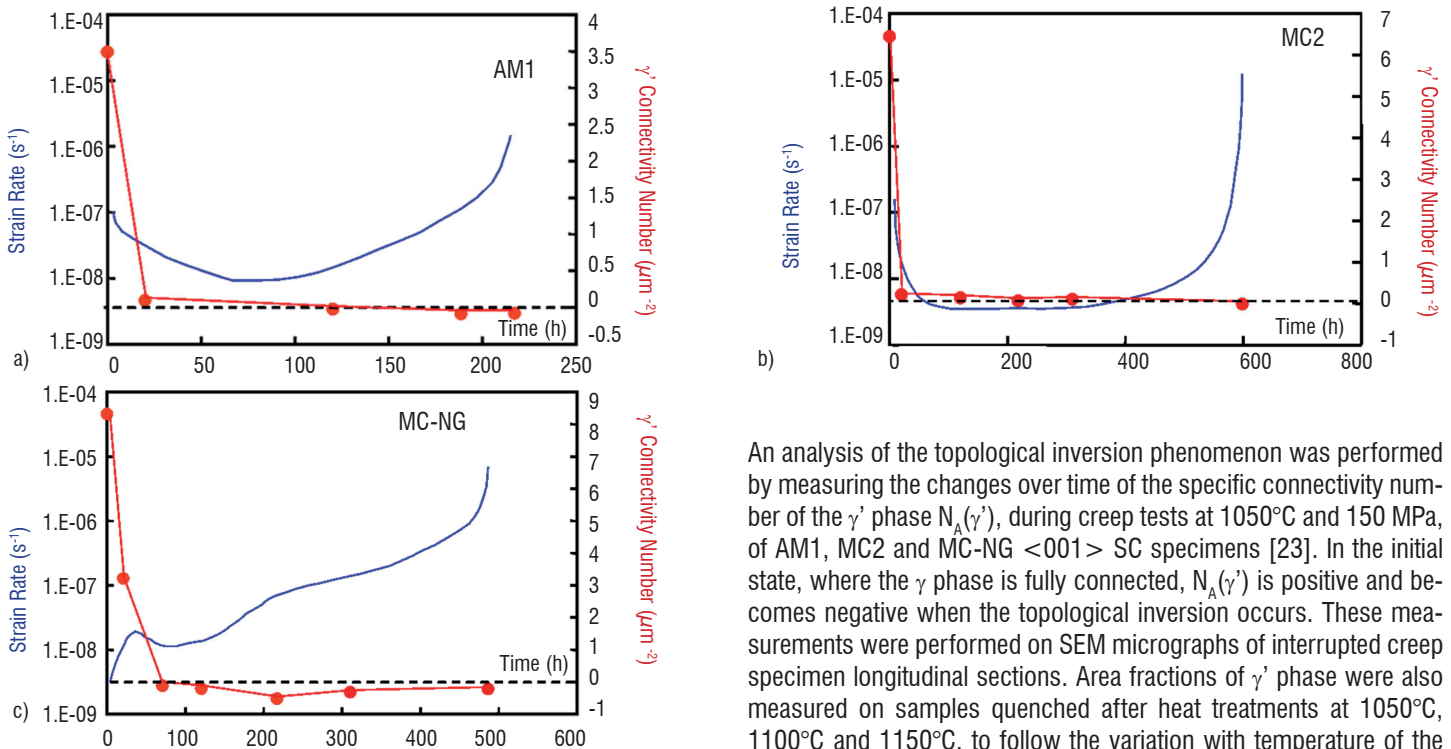 1.E-04
1.E-05
1.E-06
1.E-07
1.E-08
1.E-09
Strain Rate (s⁻¹)
AM1
4
3.5
3
2.5
2
1.5
1
0.5
0
-0.5
γ' Connectivity Number (μm ⁻²)
Time (h)
0 50 100 150 200 250
a)
1.E-04
1.E-05
1.E-06
1.E-07
1.E-08
1.E-09
Strain Rate (s⁻¹)
MC2
7
6
5
4
3
2
1
0
-1
γ' Connectivity Number (μm ⁻²)
Time (h)
0 200 400 600 800
b)
1.E-04
1.E-05
1.E-06
1.E-07
1.E-08
1.E-09
Strain Rate (s⁻¹)
MC-NG
9
8
7
6
5
4
3
2
1
0
-1
γ' Connectivity Number (μm ⁻²)
Time (h)
0 100 200 300 400 500 600
c)
An analysis of the topological inversion phenomenon was performed
by measuring the changes over time of the specific connectivity num-
ber of the γ' phase N_A(γ'), during creep tests at 1050°C and 150 MPa,
of AM1, MC2 and MC-NG <001> SC specimens [23]. In the initial
state, where the γ phase is fully connected, N_A(γ') is positive and be-
comes negative when the topological inversion occurs. These mea-
surements were performed on SEM micrographs of interrupted creep
specimen longitudinal sections. Area fractions of γ' phase were also
measured on samples quenched after heat treatments at 1050°C,
1100°C and 1150°C, to follow the variation with temperature of the